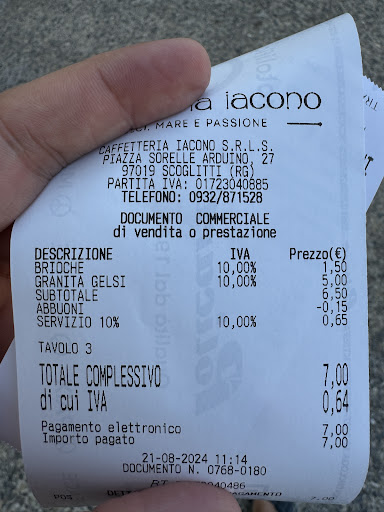 iacono
MARE E PASSIONE
CAFFETTERIA IACONO S.R.L.S.
PIAZZA SORELLE ARDUINO, 27
97019 SCOGLITTI (RG)
PARTITA IVA: 01723040885
TELEFONO: 0932/871528
DOCUMENTO COMMERCIALE
di vendita o prestazione
DESCRIZIONE IVA Prezzo(€)
BRIOCHE 10,00% 1,50
GRANITA GELSI 10,00% 5,00
SUBTOTALE 6,50
ABBUONI -0,15
SERVIZIO 10% 10,00% 0,65
TAVOLO 3
TOTALE COMPLESSIVO 7,00
di cui IVA 0,64
Pagamento elettronico 7,00
Importo pagato 7,00
21-08-2024 11:14
DOCUMENTO N. 0768-0180